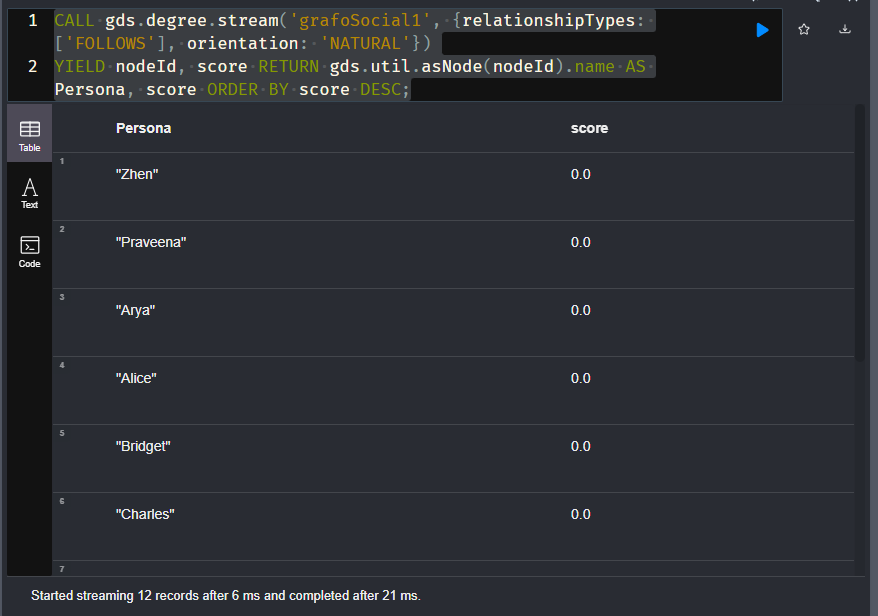 1 CALL gds.degree.stream('grafoSocial1', {relationshipTypes:
['FOLLOWS'], orientation: 'NATURAL'})
2 YIELD nodeId, score RETURN gds.util.asNode(nodeId).name AS
Persona, score ORDER BY score DESC;
Table
Text
Code
Persona score
1 "Zhen" 0.0
2 "Praveena" 0.0
3 "Arya" 0.0
4 "Alice" 0.0
5 "Bridget" 0.0
6 "Charles" 0.0
7
Started streaming 12 records after 6 ms and completed after 21 ms.